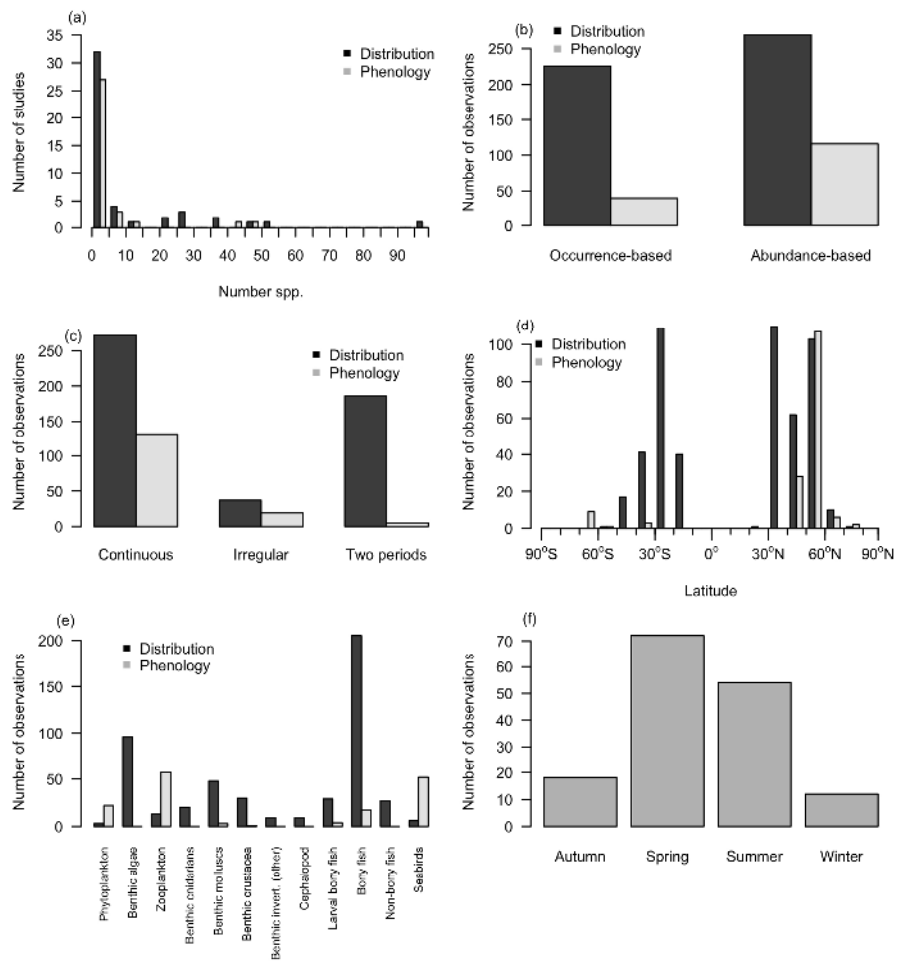 (a)
35
30
25
20
15
10
5
0
Number of studies
Distribution
Phenology
0 10 20 30 40 50 60 70 80 90
Number spp.
(b)
250
200
150
100
50
0
Number of observations
Distribution
Phenology
Occurrence-based Abundance-based
(c)
250
200
150
100
50
0
Number of observations
Distribution
Phenology
Continuous Irregular Two periods
(d)
100
80
60
40
20
0
Number of observations
Distribution
Phenology
90°S 60°S 30°S 0° 30°N 60°N 90°N
Latitude
(e)
200
150
100
50
0
Number of observations
Distribution
Phenology
Phytoplankton
Benthic algae
Zooplankton
Benthic cnidarians
Benthic molluscs
Benthic crustacea
Benthic invert. (other)
Cephalopod
Larval bory fish
Bory fish
Non-bory fish
Sesbirds
(f)
70
60
50
40
30
20
10
0
Number of observations
Autumn Spring Summer Winter